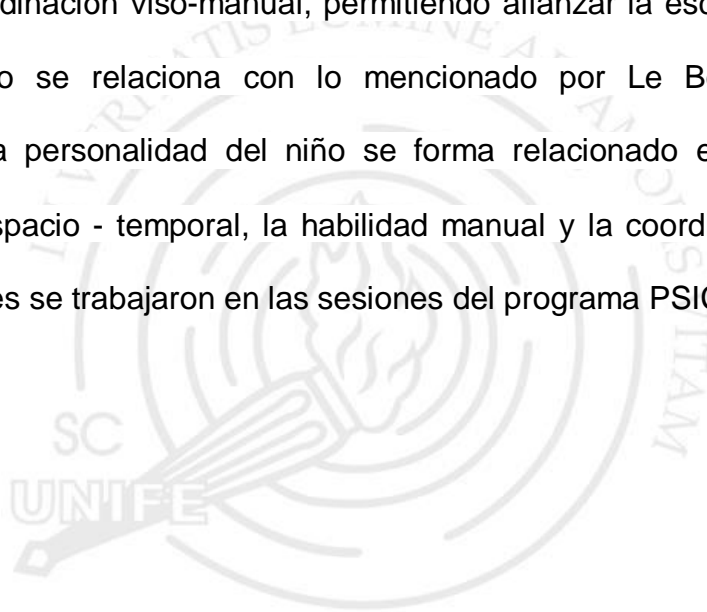 dinación viso-manual, permitiendo afianzar la esc
o se relaciona con lo mencionado por Le B
a personalidad del niño se forma relacionado e
spacio - temporal, la habilidad manual y la coord
es se trabajaron en las sesiones del programa PSI
SC
UNIFE
VITAM